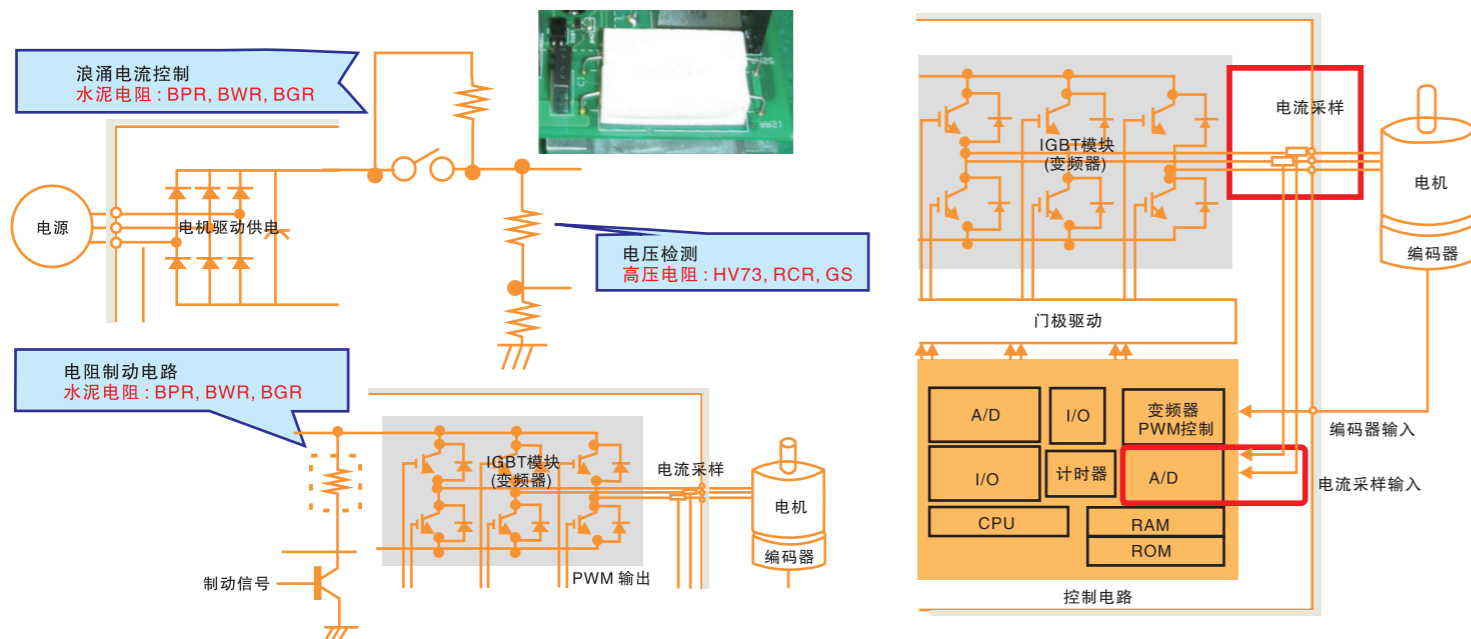 浪涌电流控制
水泥电阻 : BPR, BWR, BGR
电源
电机驱动供电
电压检测
高压电阻 : HV73, RCR, GS
电阻制动电路
水泥电阻 : BPR, BWR, BGR
制动信号
IGBT模块
(变频器)
电流采样
电机
编码器
PWM 输出
IGBT模块
(变频器)
电流采样
电机
编码器
门极驱动
A/D
I/O
变频器
PWM控制
编码器输入
I/O
计时器
A/D
电流采样输入
CPU
RAM
ROM
控制电路